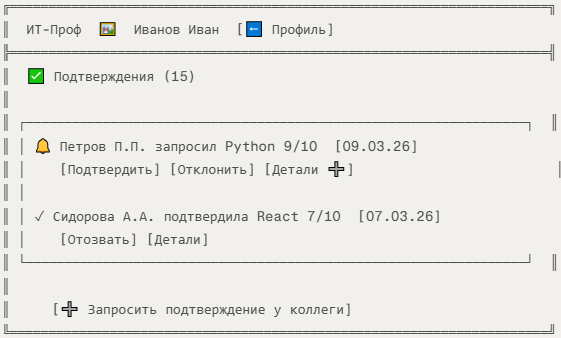 ИТ-Проф 🖼️ Иванов Иван [⬅️ Профиль]
✅ Подтверждения (15)
🔔 Петров П.П. запросил Python 9/10 [09.03.26]
[Подтвердить] [Отклонить] [Детали ➕]
✓ Сидорова А.А. подтвердила React 7/10 [07.03.26]
[Отозвать] [Детали]
[➕ Запросить подтверждение у коллеги]